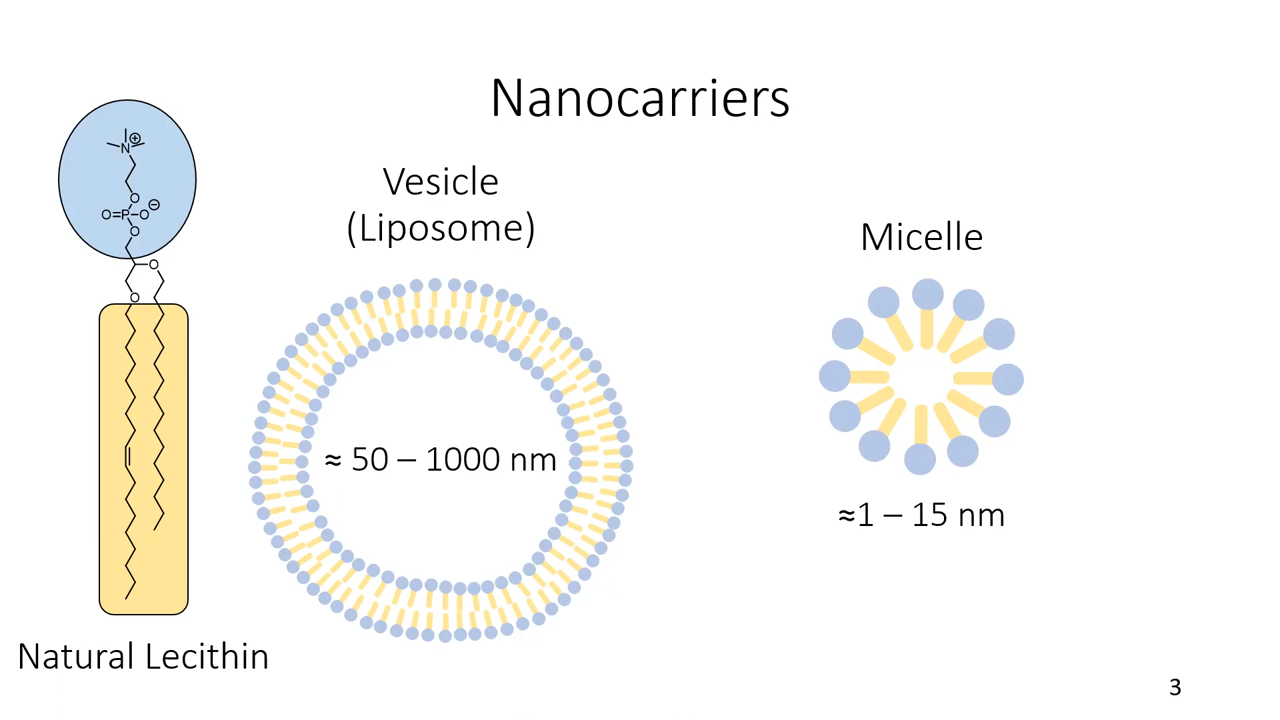 Nanocarriers
Vesicle
(Liposome)
Micelle
N
⊕
O
O=P–O
⊖
O
O
O
≈ 50 – 1000 nm
≈1 – 15 nm
Natural Lecithin
3